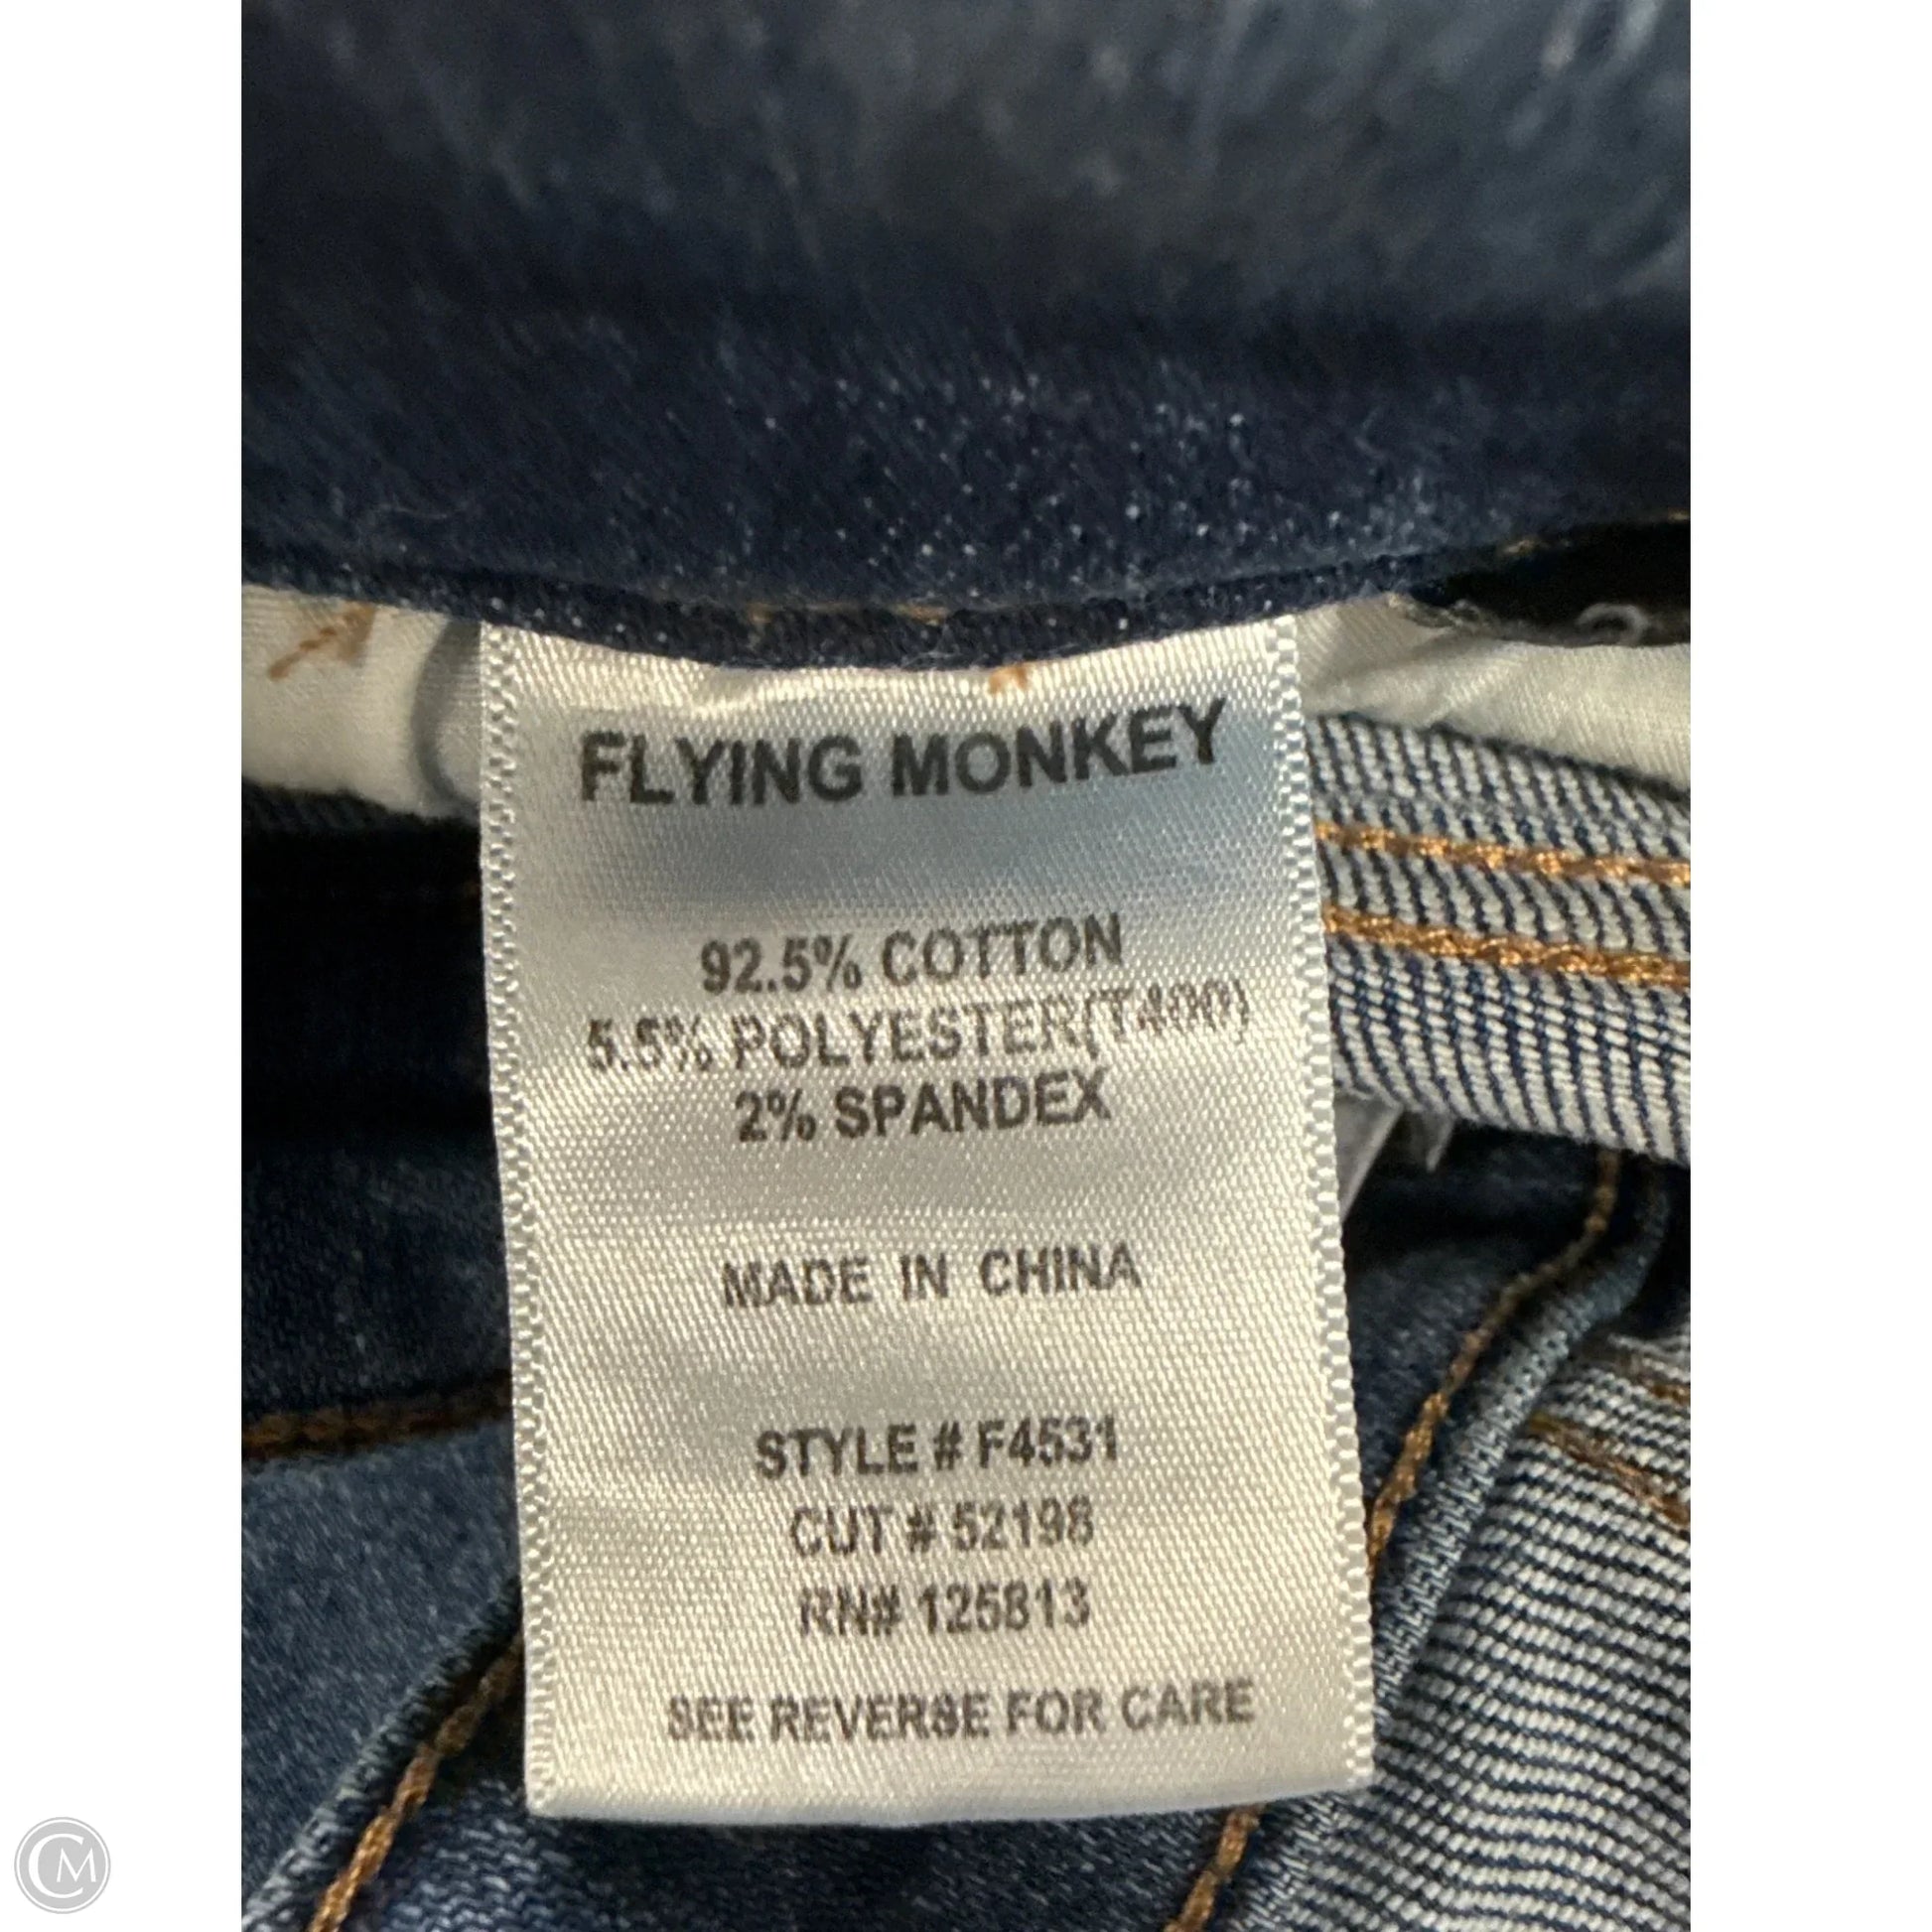 FLYING MONKEY
92.5% COTTON
5.5% POLYESTER(T400)
2% SPANDEX
MADE IN CHINA
STYLE # F4531
CUT # 52198
RN# 125813
SEE REVERSE FOR CARE
CM